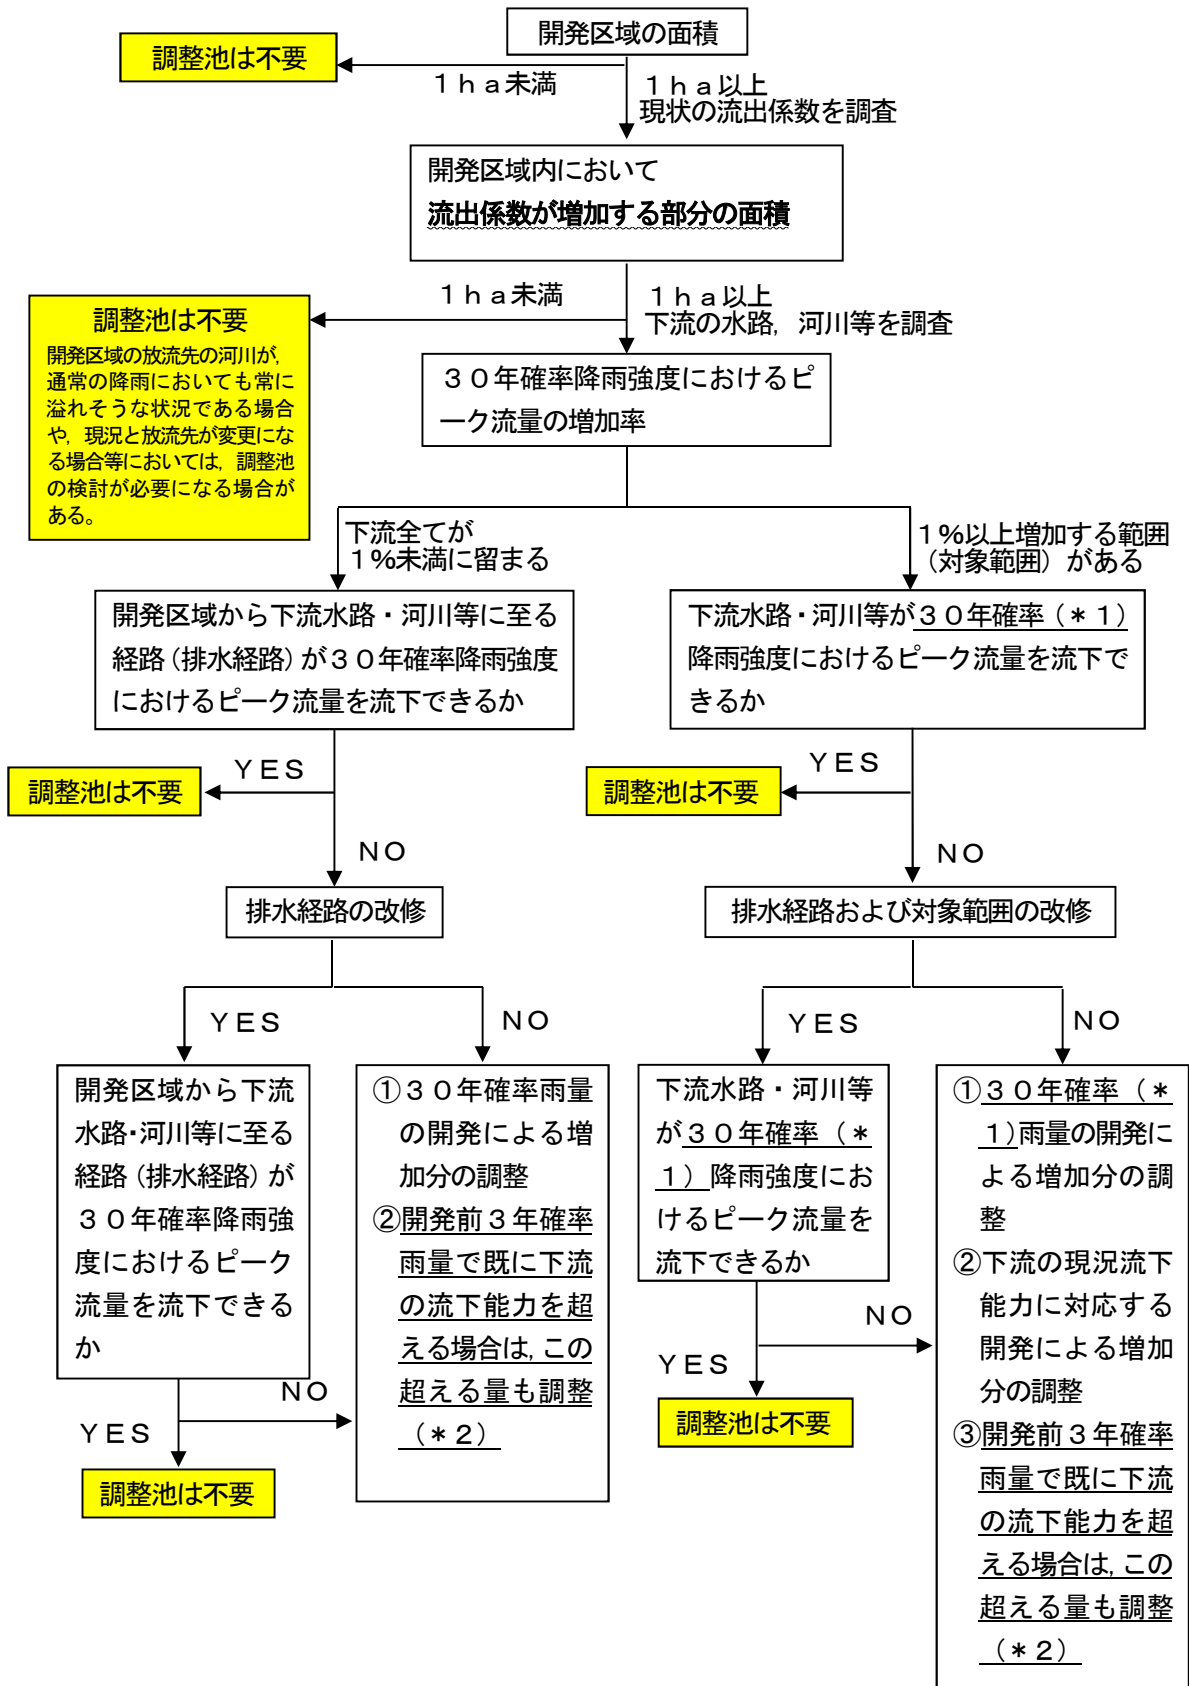 開発区域の面積
調整池は不要
１ｈａ未満
１ｈａ以上
現状の流出係数を調査
開発区域内において
流出係数が増加する部分の面積
１ｈａ未満
１ｈａ以上
下流の水路，河川等を調査
調整池は不要
開発区域の放流先の河川が，
通常の降雨においても常に
溢れそうな状況である場合
や，現況と放流先が変更にな
る場合等においては，調整池
の検討が必要になる場合が
ある。
３０年確率降雨強度におけるピ
ーク流量の増加率
下流全てが
１％未満に留まる
１％以上増加する範囲
（対象範囲）がある
開発区域から下流水路・河川等に至る
経路（排水経路）が３０年確率降雨強度
におけるピーク流量を流下できるか
下流水路・河川等が３０年確率（＊１）
降雨強度におけるピーク流量を流下で
きるか
ＹＥＳ
調整池は不要
ＮＯ
ＹＥＳ
調整池は不要
ＮＯ
排水経路の改修
排水経路および対象範囲の改修
ＹＥＳ
ＮＯ
ＹＥＳ
ＮＯ
開発区域から下流
水路・河川等に至る
経路（排水経路）が
３０年確率降雨強
度におけるピーク
流量を流下できる
か
ＮＯ
ＹＥＳ
調整池は不要
①３０年確率雨量
の開発による増
加分の調整
②開発前３年確率
雨量で既に下流
の流下能力を超
える場合は，この
超える量も調整
（＊２）
下流水路・河川等
が３０年確率（＊
１）降雨強度にお
けるピーク流量を
流下できるか
ＮＯ
ＹＥＳ
調整池は不要
①３０年確率（＊
１）雨量の開発に
よる増加分の調
整
②下流の現況流下
能力に対応する
開発による増加
分の調整
③開発前３年確率
雨量で既に下流
の流下能力を超
える場合は，この
超える量も調整
（＊２）